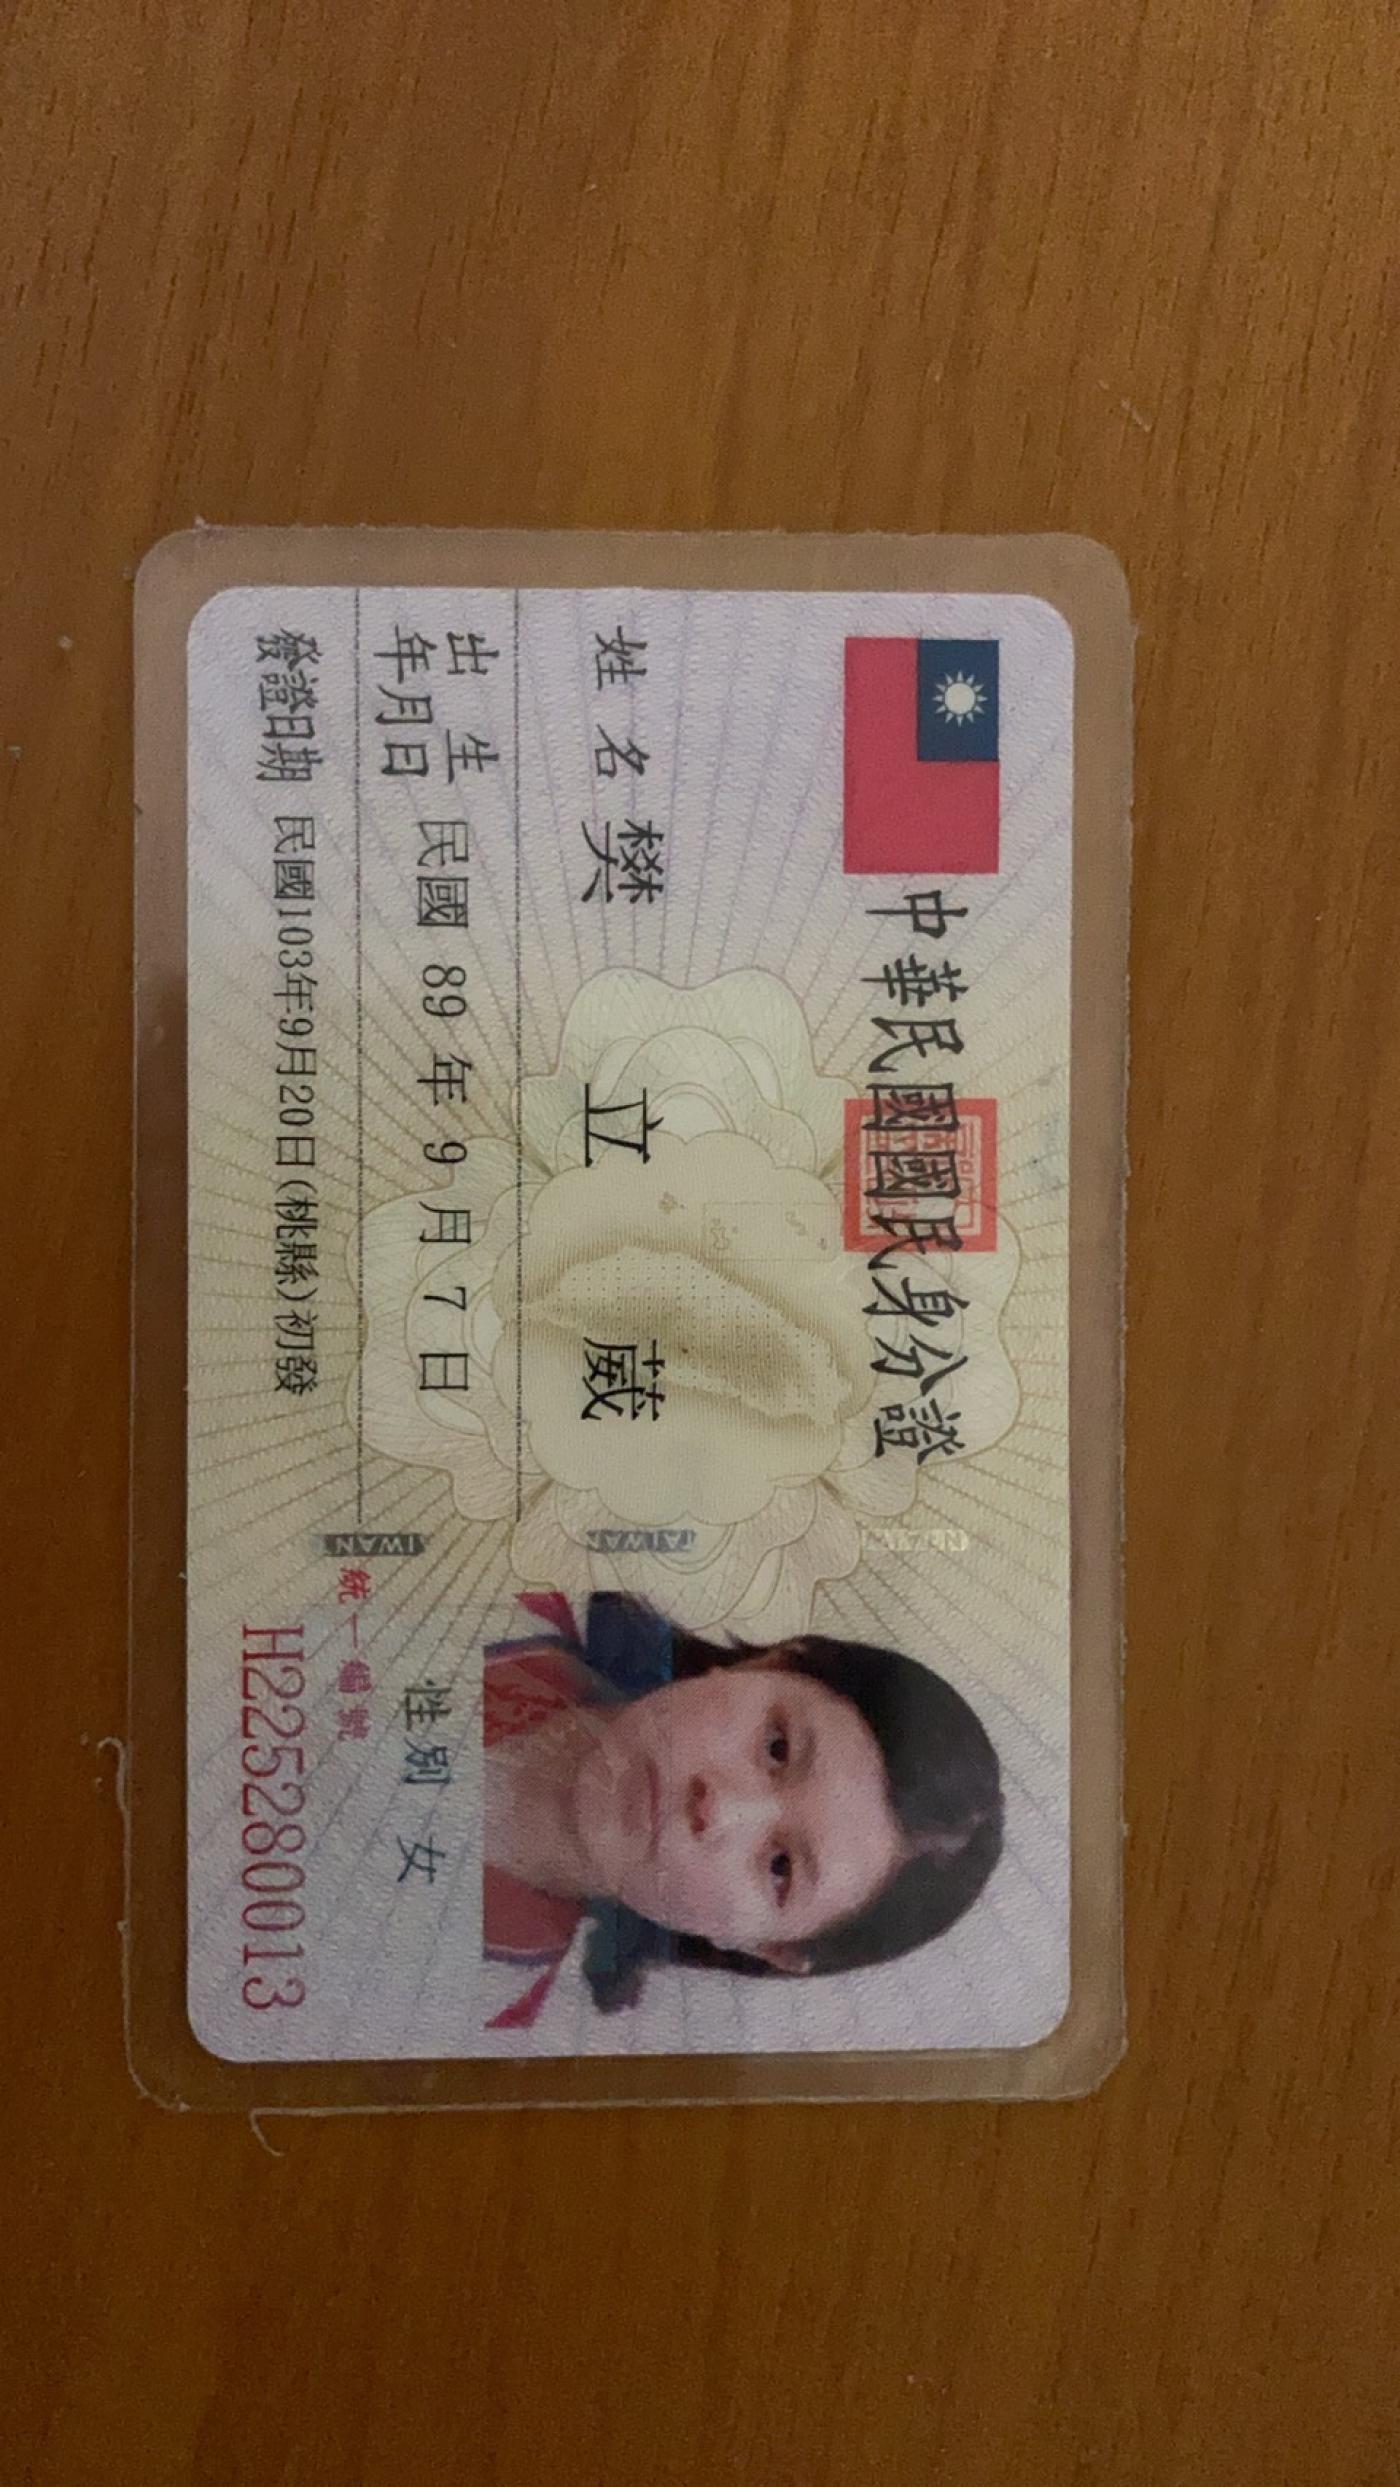 中華民國國民身分證
姓名 樊立葳
出生年月日 民國 89 年 9 月 7 日
性別 女
發證日期 民國103年9月20日(桃縣)初發
統一編號
H225280013
TAIWAN